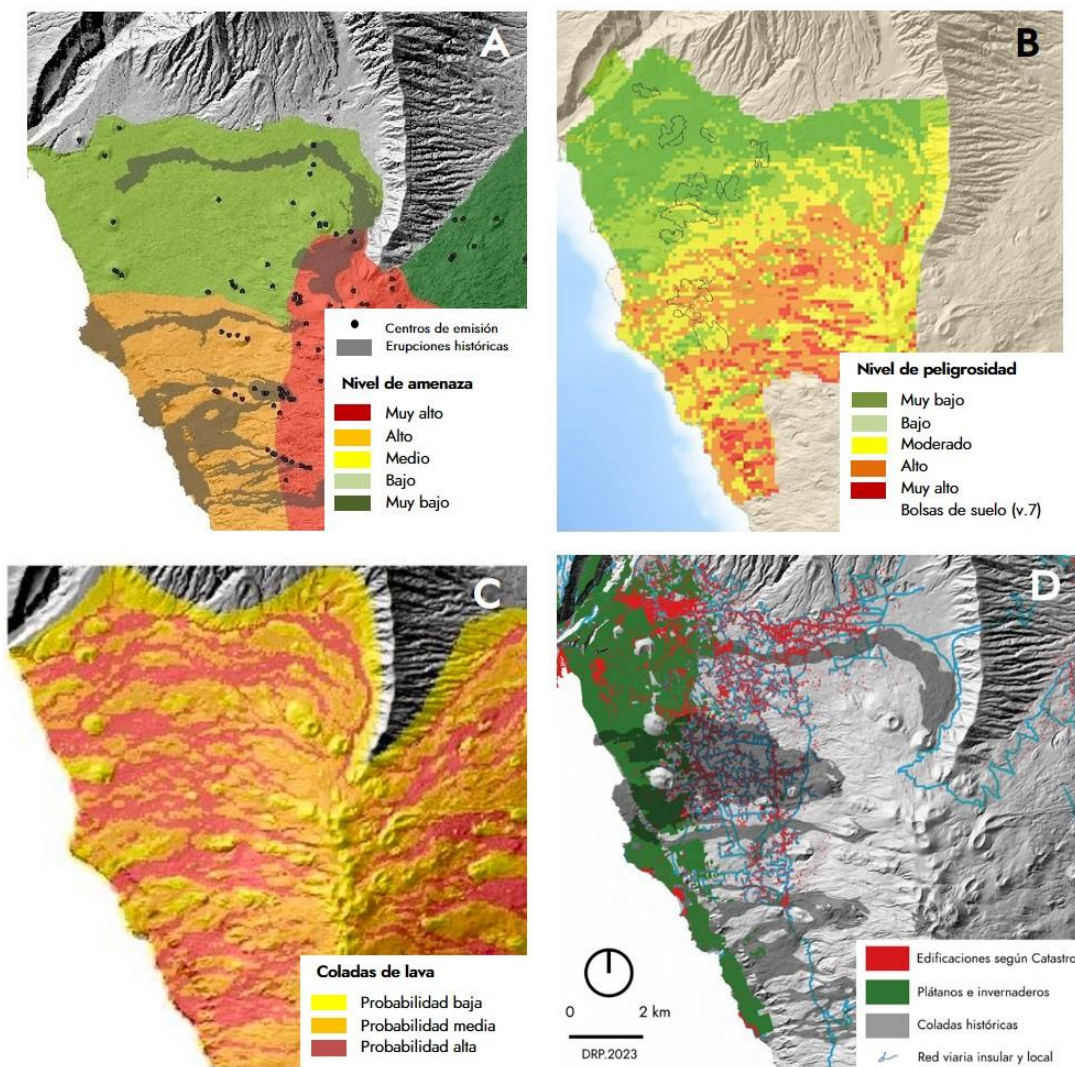 A
Centros de emisión
Erupciones históricas
Nivel de amenaza
Muy alto
Alto
Medio
Bajo
Muy bajo
B
Nivel de peligrosidad
Muy bajo
Bajo
Moderado
Alto
Muy alto
Bolsas de suelo (v.7)
C
Coladas de lava
Probabilidad baja
Probabilidad media
Probabilidad alta
D
0 2 km
DRP.2023
Edificaciones según Catastro
Plátanos e invernaderos
Coladas históricas
Red viaria insular y local